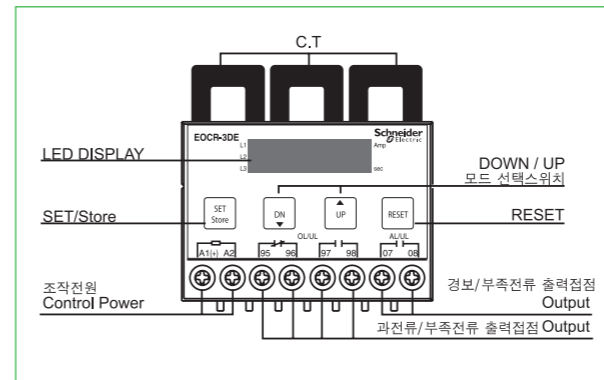 C.T
EOCR-3DE
Schneider
Electric
L1
Amp
L2
L3
sec
LED DISPLAY
DOWN / UP
모드 선택스위치
SET
Store
DN
UP
RESET
SET/Store
RESET
OL/UL
AL/UL
A1(+) A2 95 96 97 98 07 08
조작전원
Control Power
경보/부족전류 출력접점
Output
과전류/부족전류 출력접점 Output